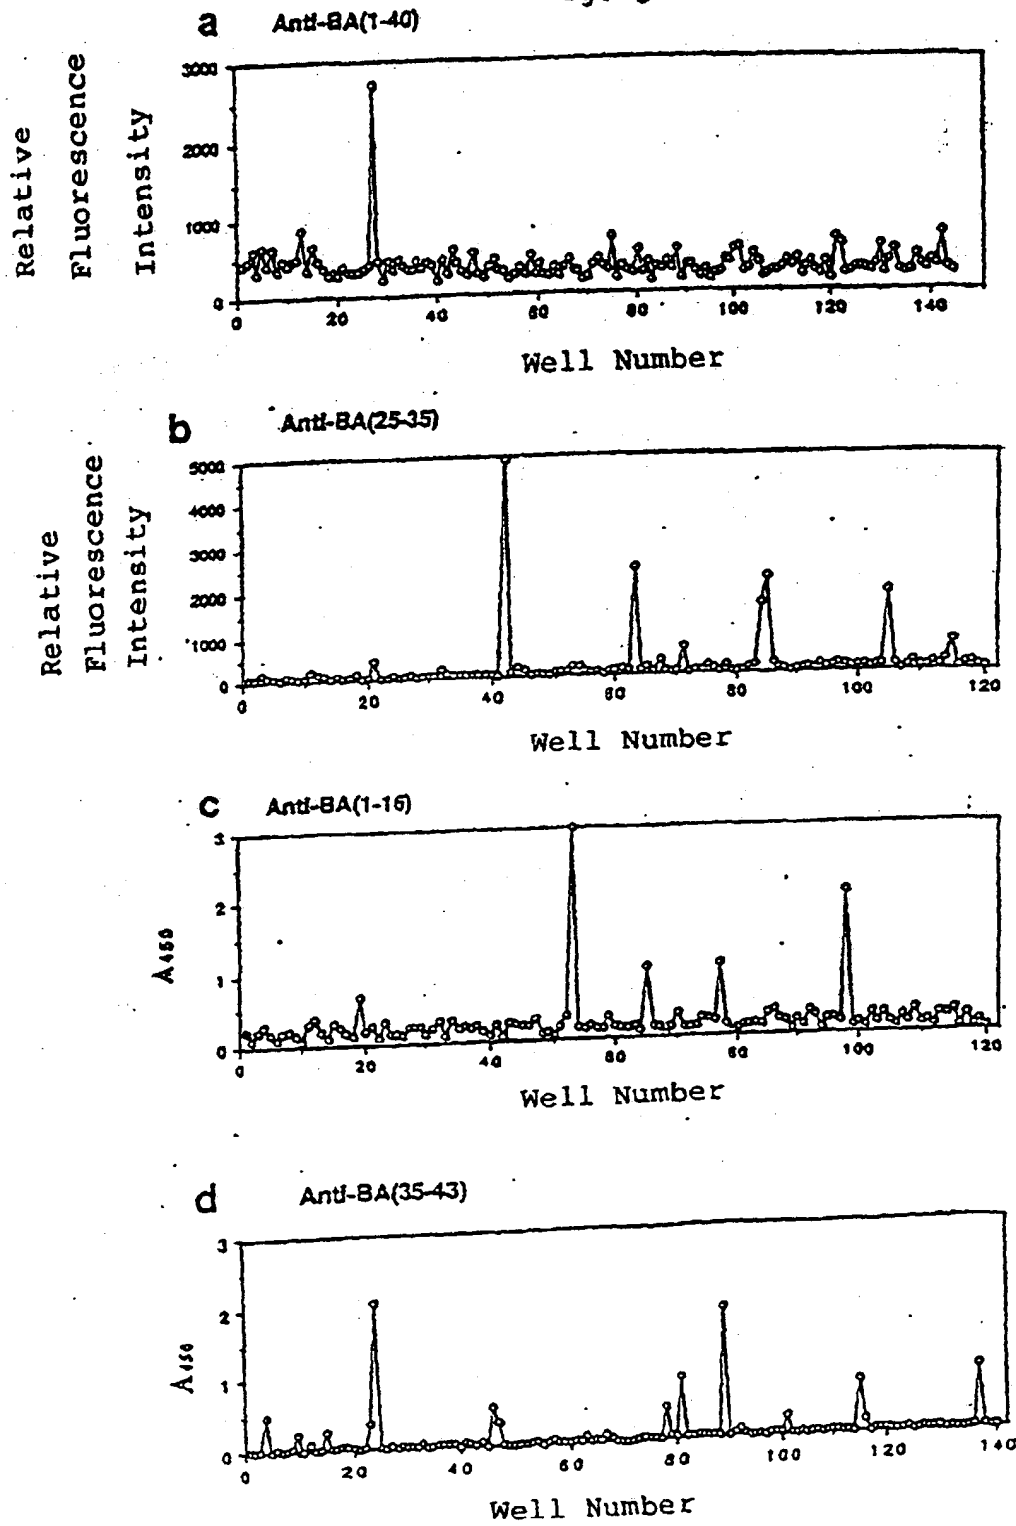 a Anti-BA(1-40)
Relative
Fluorescence
Intensity
3000
2000
1000
0
0 20 40 60 80 100 120 140
Well Number
b Anti-BA(25-35)
Relative
Fluorescence
Intensity
5000
4000
3000
2000
1000
0
0 20 40 60 80 100 120
Well Number
c Anti-BA(1-16)
A450
3
2
1
0
0 20 40 60 80 100 120
Well Number
d Anti-BA(35-43)
A450
3
2
1
0
0 20 40 60 80 100 120 140
Well Number